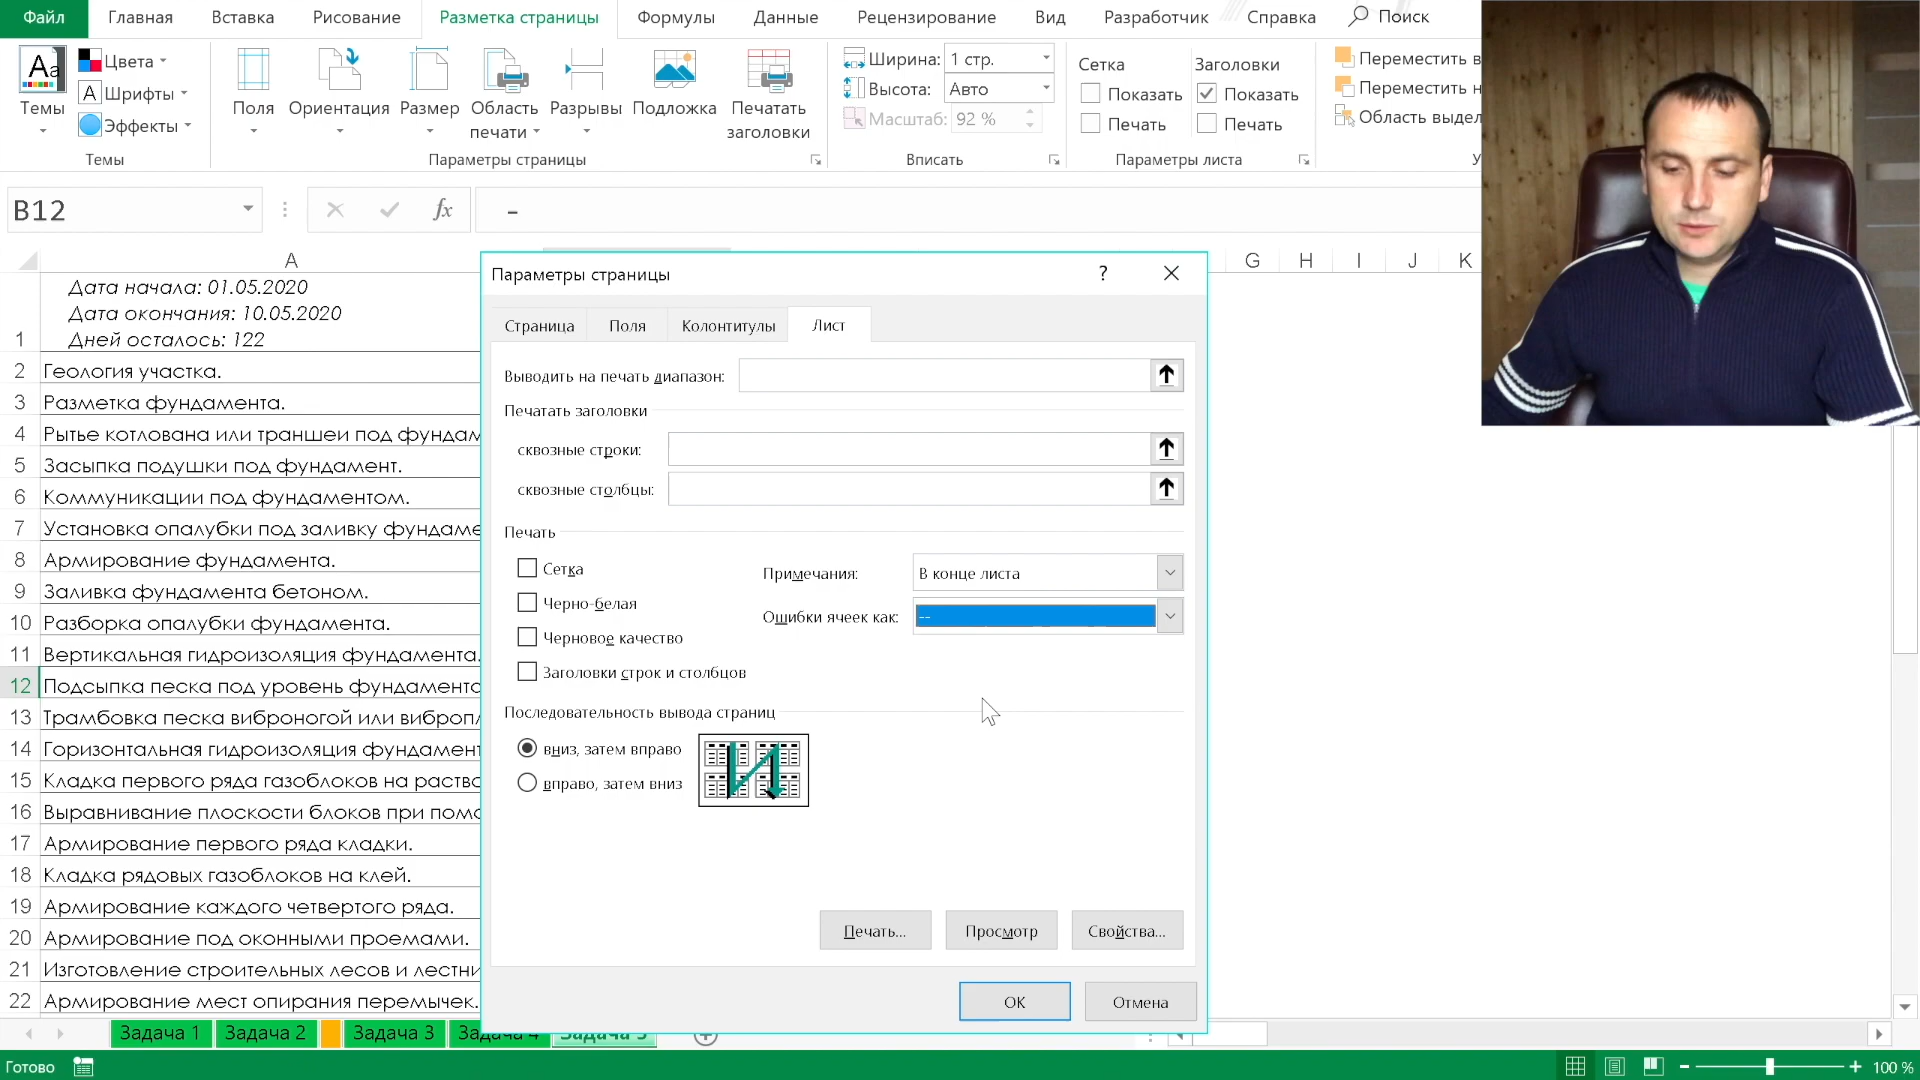 Файл Главная Вставка Рисование Разметка страницы Формулы Данные Рецензирование Вид Разработчик Справка Поиск
Aa Темы
Цвета
Шрифты
Эффекты
Темы
Поля
Ориентация
Размер
Область печати
Разрывы
Подложка
Печатать заголовки
Параметры страницы
Ширина: 1 стр.
Высота: Авто
Масштаб: 92 %
Вписать
Сетка
Показать
Печать
Заголовки
Показать
Печать
Параметры листа
Переместить
Переместить
Область
B12 fx -
A G H I J K
1 Дата начала: 01.05.2020
Дата окончания: 10.05.2020
Дней осталось: 122
2 Геология участка.
3 Разметка фундамента.
4 Рытье котлована или траншеи под
5 Засыпка подушки под фундамент.
6 Коммуникации под фундаментом.
7 Установка опалубки под заливку
8 Армирование фундамента.
9 Заливка фундамента бетоном.
10 Разборка опалубки фундамента.
11 Вертикальная гидроизоляция фундамента.
12 Подсыпка песка под уровень
13 Трамбовка песка виброногой или
14 Горизонтальная гидроизоляция
15 Кладка первого ряда газоблоков на
16 Выравнивание плоскости блоков при
17 Армирование первого ряда кладки.
18 Кладка рядовых газоблоков на клей.
19 Армирование каждого четвертого ряда.
20 Армирование под оконными проемами.
21 Изготовление строительных лесов и
22 Армирование мест опирания перемычек.
Параметры страницы ?
Страница Поля Колонтитулы Лист
Выводить на печать диапазон:
Печатать заголовки
сквозные строки:
сквозные столбцы:
Печать
Сетка
Черно-белая
Черновое качество
Заголовки строк и столбцов
Примечания: В конце листа
Ошибки ячеек как: --
Последовательность вывода страниц
вниз, затем вправо
вправо, затем вниз
Печать... Просмотр Свойства...
ОК Отмена
Задача 1 Задача 2 Задача 3 Задача 4 Задача 5
Готово 100 %